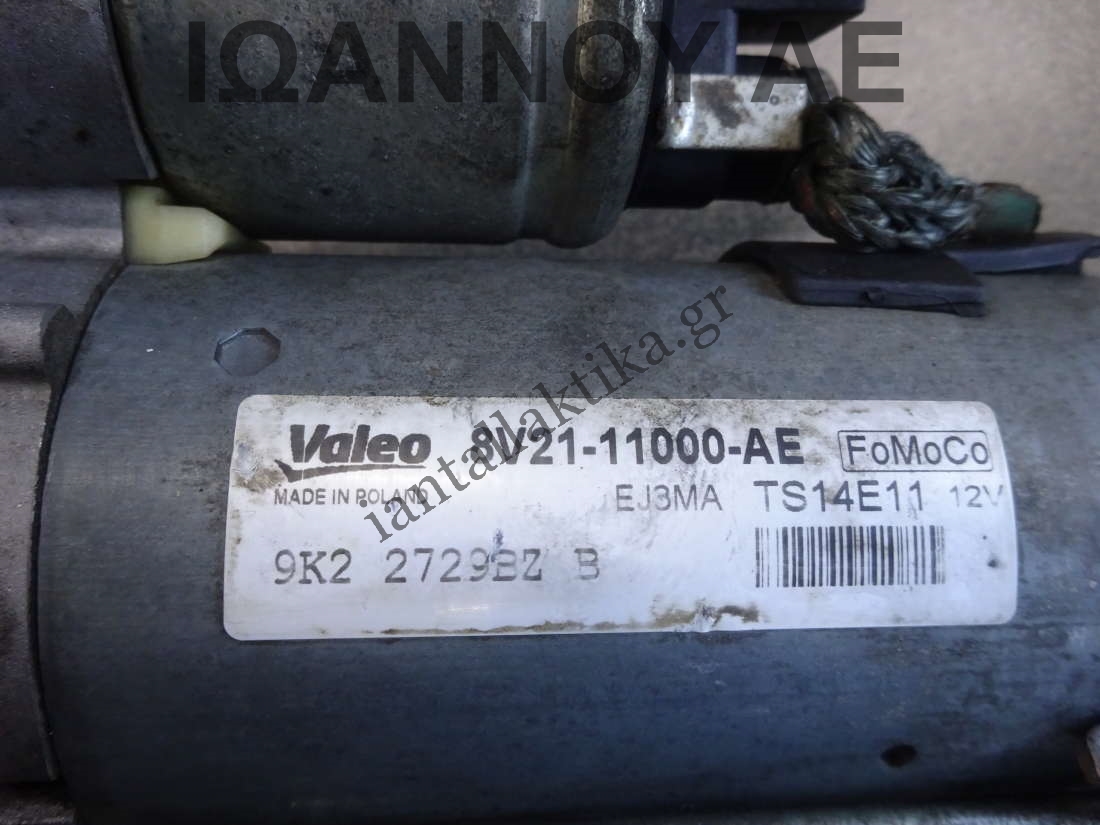 ΙΩΑΝΝΟΥ ΑΕ
iantallaktika.gr
Valeo 8V21-11000-AE FoMoCo
MADE IN POLAND EJ3MA TS14E11 12V
9K2 2729BZ B